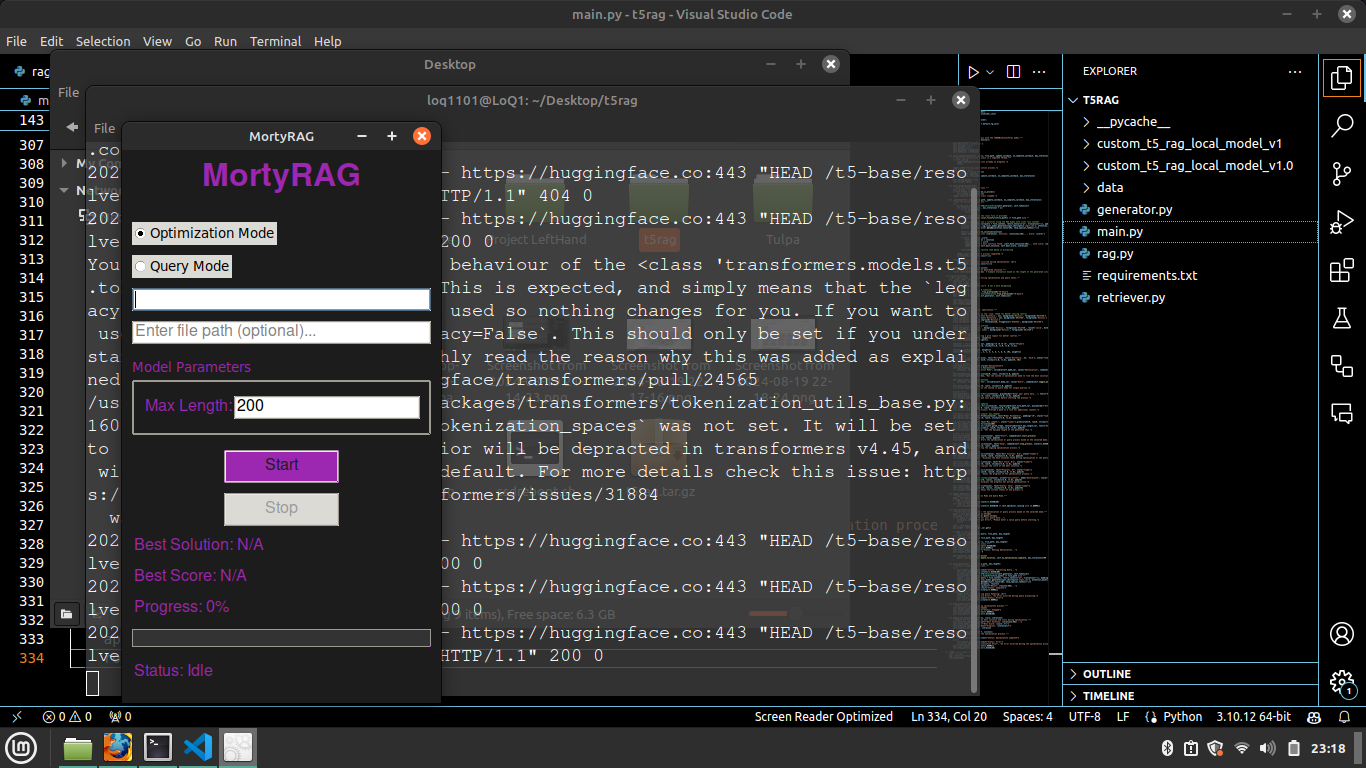 main.py - t5rag - Visual Studio Code
File Edit Selection View Go Run Terminal Help
rag
Desktop
EXPLORER
File
loq1101@LoQ1: ~/Desktop/t5rag
T5RAG
143
File
MortyRAG
__pycache__
custom_t5_rag_local_model_v1
custom_t5_rag_local_model_v1.0
data
generator.py
main.py
rag.py
requirements.txt
retriever.py
307
308
309
310
311
312
313
314
315
316
317
318
319
320
321
322
323
324
325
326
327
328
329
330
331
332
333
334
MortyRAG
Optimization Mode
Query Mode
Enter file path (optional)...
Model Parameters
Max Length: 200
Start
Stop
Best Solution: N/A
Best Score: N/A
Progress: 0%
Status: Idle
.co
202 - https://huggingface.co:443 "HEAD /t5-base/reso
lve TTP/1.1" 404 0
202 - https://huggingface.co:443 "HEAD /t5-base/reso
lve 200 0
You behaviour of the <class 'transformers.models.t5
.to This is expected, and simply means that the `leg
acy used so nothing changes for you. If you want to
us acy=False`. This should only be set if you under
sta hly read the reason why this was added as explai
ned gface/transformers/pull/24565
/us ackages/transformers/tokenization_utils_base.py:
160 okenization_spaces` was not set. It will be set
to ior will be depracted in transformers v4.45, and
wi default. For more details check this issue: http
s:/ formers/issues/31884
w
202 - https://huggingface.co:443 "HEAD /t5-base/reso
lve 00 0
202 - https://huggingface.co:443 "HEAD /t5-base/reso
lve 00 0
202 - https://huggingface.co:443 "HEAD /t5-base/reso
lve HTTP/1.1" 200 0
Project LeftHand
t5rag
Tulpa
Screenshot from
Screenshot from
.tar.gz
Free space: 6.3 GB
OUTLINE
TIMELINE
0 0 0
Screen Reader Optimized
Ln 334, Col 20
Spaces: 4
UTF-8
LF
Python
3.10.12 64-bit
1
23:18